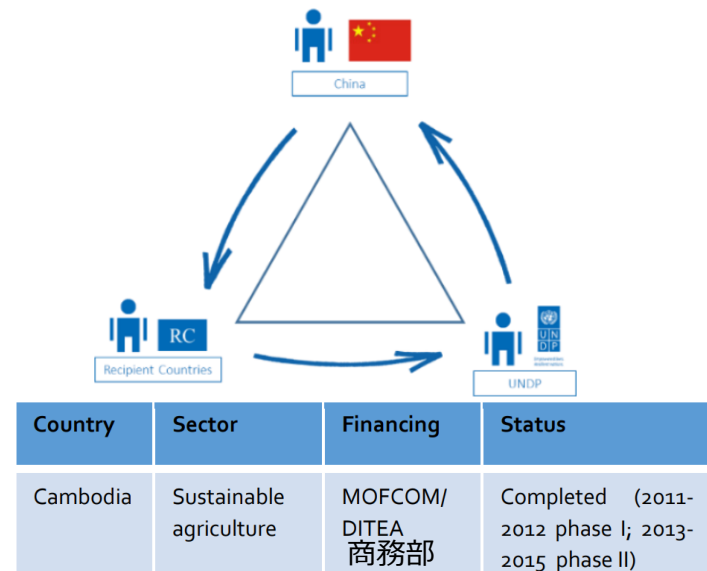 China
RC
Recipient Countries
U N
D P
UNDP
Country Sector Financing Status
Cambodia Sustainable MOFCOM/ Completed (2011-
agriculture DITEA 2012 phase I; 2013-
商務部 2015 phase II)